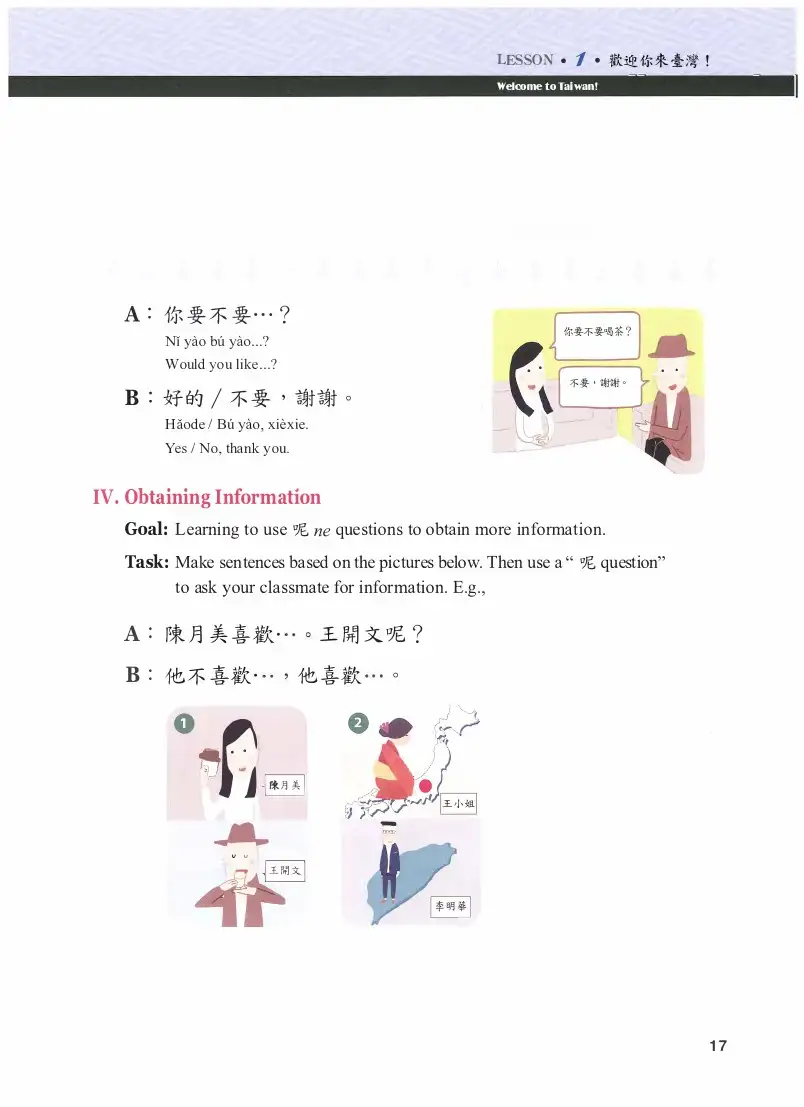 LESSON • 1 • 歡迎你來臺灣！
Welcome to Taiwan!
A：你要不要…？
Nǐ yào bú yào...?
Would you like...?
B：好的／不要，謝謝。
Hǎode / Bú yào, xièxie.
Yes / No, thank you.
你要不要喝茶？
不要，謝謝。
IV. Obtaining Information
Goal: Learning to use 呢 ne questions to obtain more information.
Task: Make sentences based on the pictures below. Then use a “ 呢 question”
to ask your classmate for information. E.g.,
A：陳月美喜歡…。王開文呢？
B：他不喜歡…，他喜歡…。
1
陳月美
王開文
2
王小姐
李明華
17